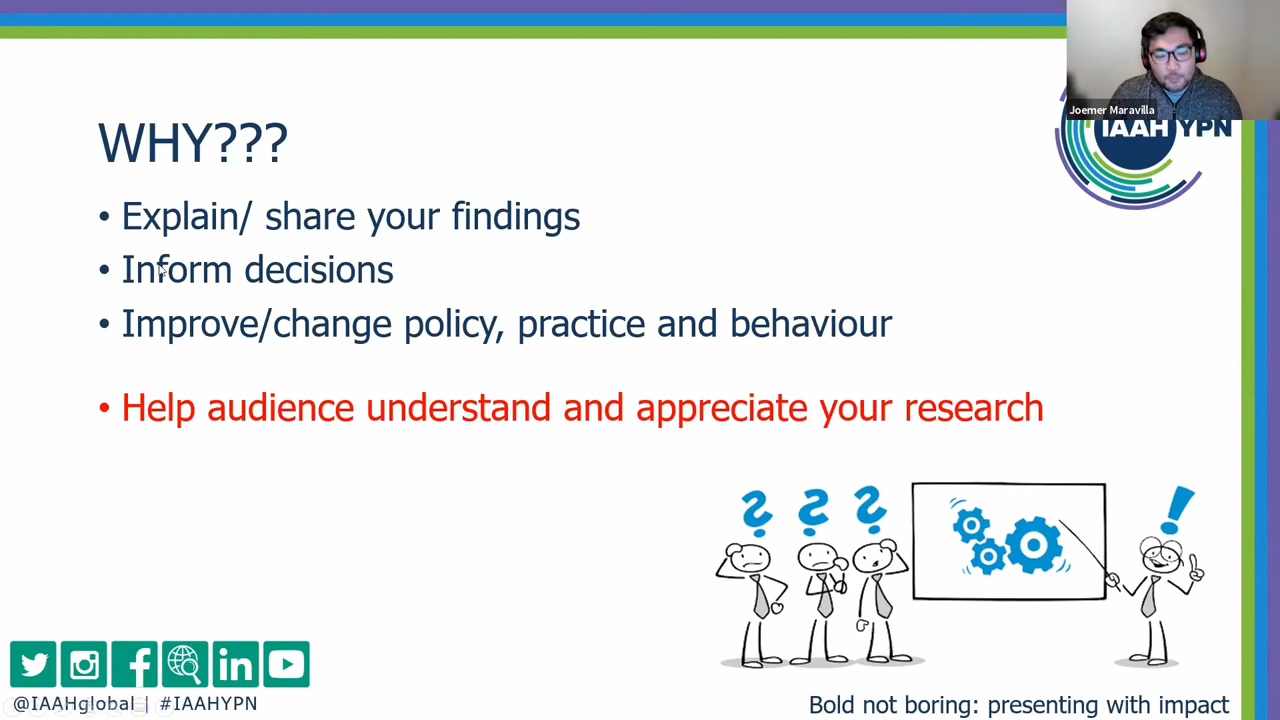 Joemer Maravilla
IAAH YPN
WHY???
• Explain/ share your findings
• Inform decisions
• Improve/change policy, practice and behaviour
• Help audience understand and appreciate your research
? ? ? !
@IAAHglobal | #IAAHYPN
Bold not boring: presenting with impact